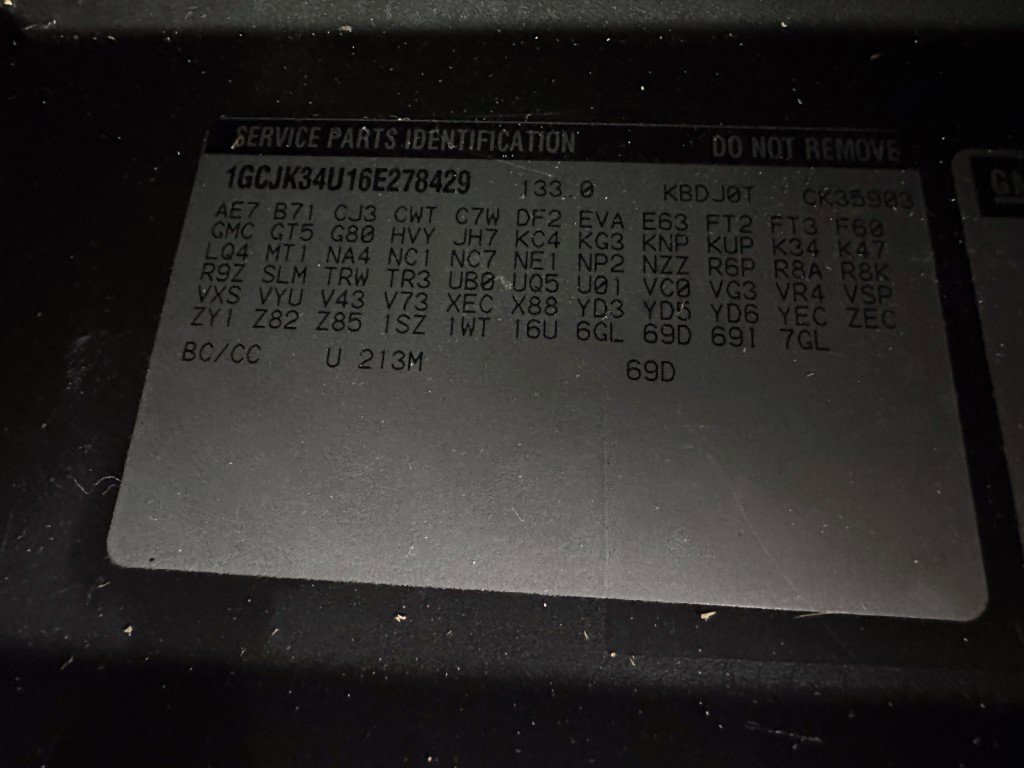 SERVICE PARTS IDENTIFICATION DO NOT REMOVE
1GCJK34U16E278429 133.0 KBDJ0T CK35903
AE7 B71 CJ3 CWT C7W DF2 EVA E63 FT2 FT3 F60
GMC GT5 G80 HVY JH7 KC4 KG3 KNP KUP K34 K47
LQ4 MT1 NA4 NC1 NC7 NE1 NP2 NZZ R6P R8A R8K
R9Z SLM TRW TR3 UB0 UQ5 U01 VC0 VG3 VR4 VSP
VXS VYU V43 V73 XEC X88 YD3 YD5 YD6 YEC ZEC
ZY1 Z82 Z85 1SZ 1WT 16U 6GL 69D 691 7GL
BC/CC U 213M 69D